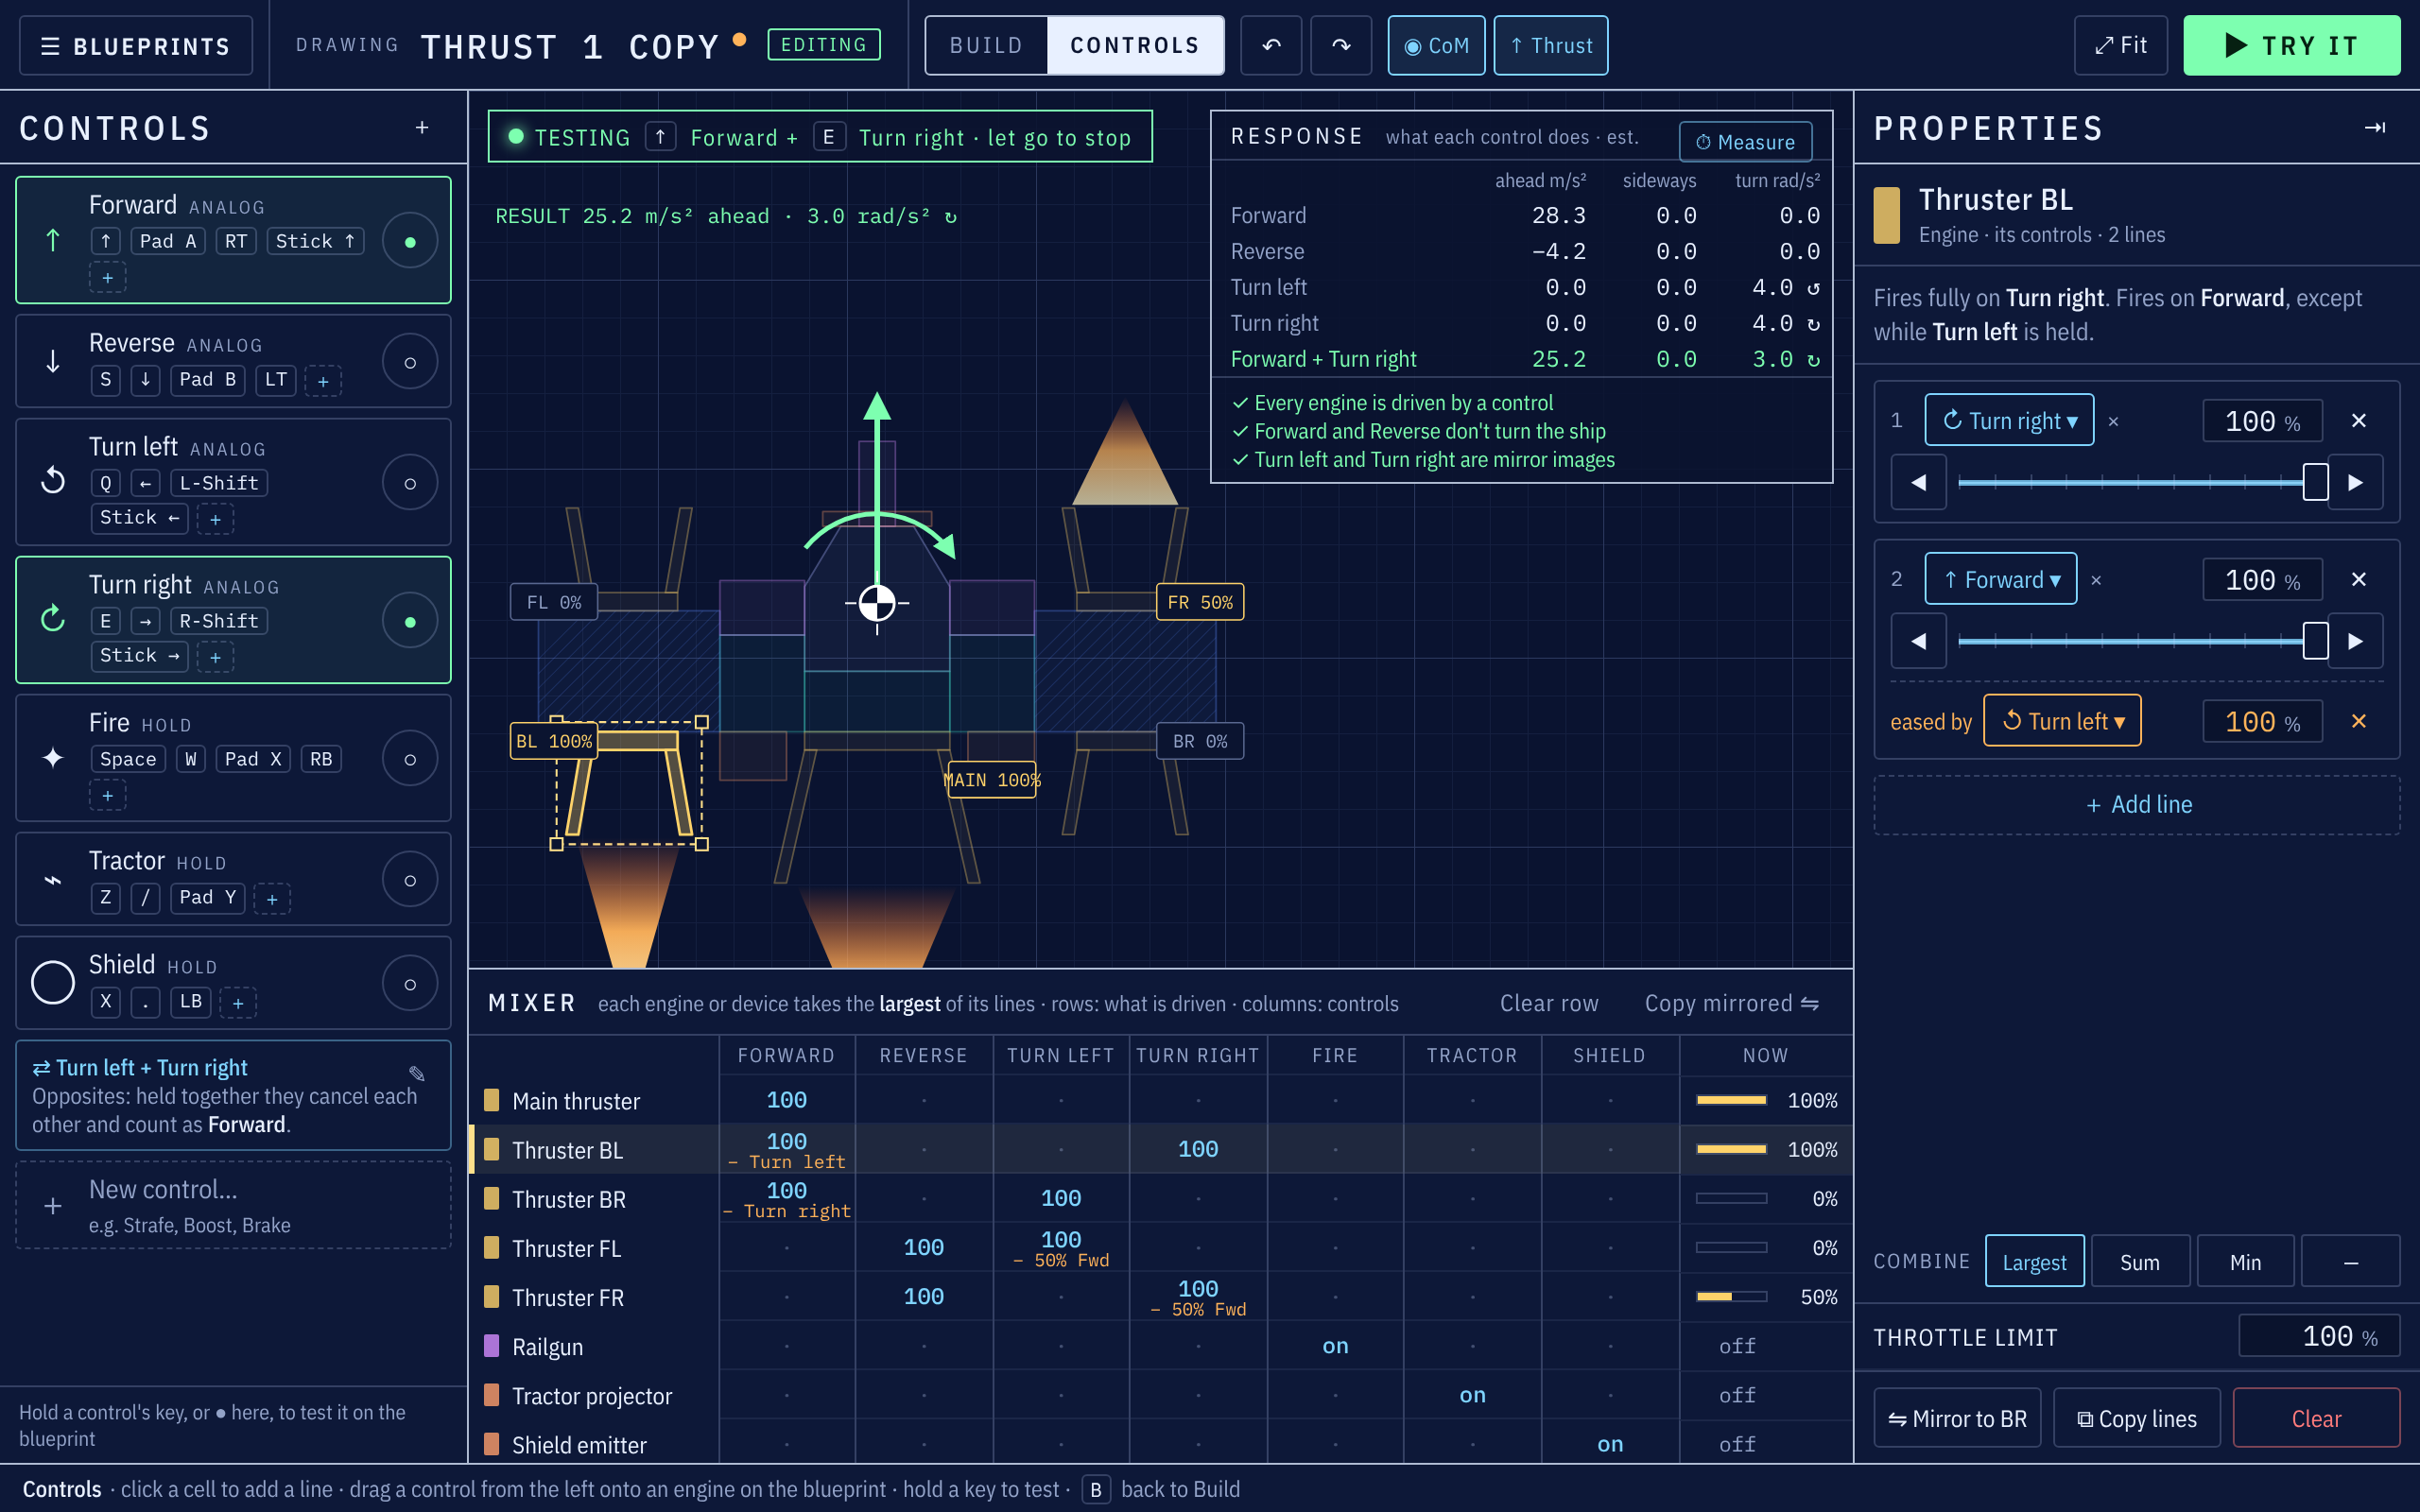 ☰ BLUEPRINTS
DRAWING THRUST 1 COPY EDITING
BUILD CONTROLS ↶ ↷ ◉ CoM ↑ Thrust
⤢ Fit ▶ TRY IT
CONTROLS +
↑ Forward ANALOG
↑ Pad A RT Stick ↑
+
↓ Reverse ANALOG
S ↓ Pad B LT +
Turn left ANALOG
Q ← L-Shift
Stick ← +
Turn right ANALOG
E → R-Shift
Stick → +
Fire HOLD
Space W Pad X RB
+
Tractor HOLD
Z / Pad Y +
Shield HOLD
X . LB +
⇄ Turn left + Turn right
Opposites: held together they cancel each
other and count as Forward.
+ New control...
e.g. Strafe, Boost, Brake
Hold a control's key, or ● here, to test it on the
blueprint
TESTING ↑ Forward + E Turn right · let go to stop
RESULT 25.2 m/s² ahead · 3.0 rad/s² ↻
RESPONSE what each control does · est. ⏱ Measure
ahead m/s² sideways turn rad/s²
Forward 28.3 0.0 0.0
Reverse −4.2 0.0 0.0
Turn left 0.0 0.0 4.0 ↺
Turn right 0.0 0.0 4.0 ↻
Forward + Turn right 25.2 0.0 3.0 ↻
✓ Every engine is driven by a control
✓ Forward and Reverse don't turn the ship
✓ Turn left and Turn right are mirror images
FL 0%
FR 50%
BL 100%
BR 0%
MAIN 100%
MIXER each engine or device takes the largest of its lines · rows: what is driven · columns: controls Clear row Copy mirrored ⇋
FORWARD REVERSE TURN LEFT TURN RIGHT FIRE TRACTOR SHIELD NOW
Main thruster 100 · · · · · · 100%
Thruster BL 100 − Turn left · · 100 · · · 100%
Thruster BR 100 − Turn right · 100 · · · · 0%
Thruster FL · 100 100 − 50% Fwd · · · · 0%
Thruster FR · 100 · 100 − 50% Fwd · · · 50%
Railgun · · · · on · · off
Tractor projector · · · · · on · off
Shield emitter · · · · · · on off
PROPERTIES ⇥
Thruster BL
Engine · its controls · 2 lines
Fires fully on Turn right. Fires on Forward, except
while Turn left is held.
1 ↻ Turn right ▾ × 100 % ✕
◀ ▶
2 ↑ Forward ▾ × 100 % ✕
◀ ▶
eased by ↺ Turn left ▾ 100 % ✕
+ Add line
COMBINE Largest Sum Min –
THROTTLE LIMIT 100 %
⇋ Mirror to BR ⧉ Copy lines Clear
Controls · click a cell to add a line · drag a control from the left onto an engine on the blueprint · hold a key to test · B back to Build